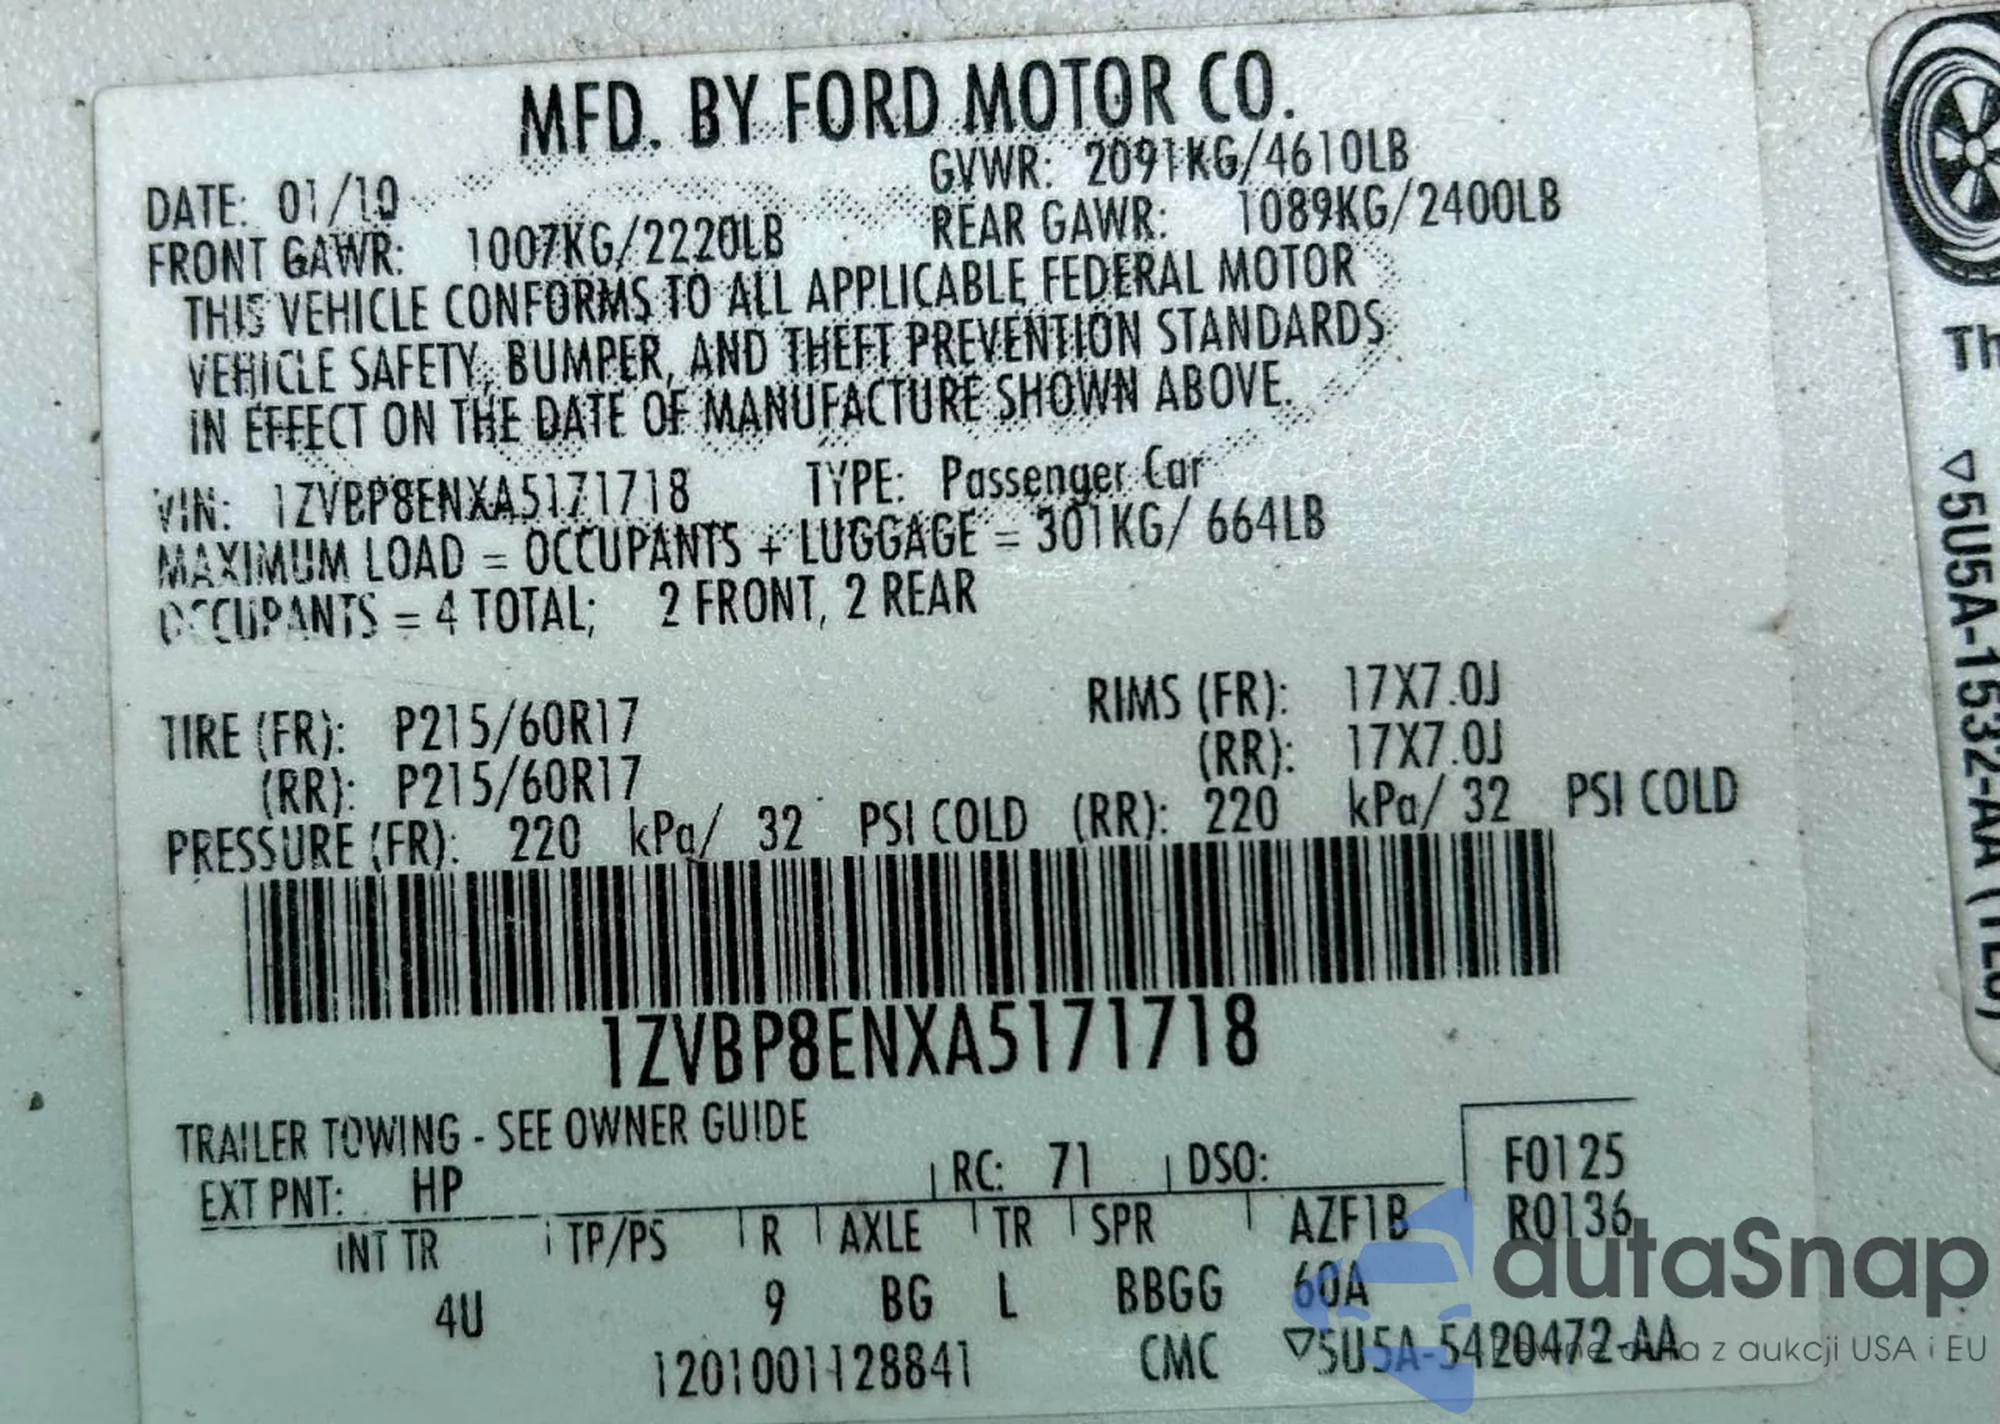 MFD. BY FORD MOTOR CO.
DATE: 01/10 GVWR: 2091KG/4610LB
FRONT GAWR: 1007KG/2220LB REAR GAWR: 1089KG/2400LB
THIS VEHICLE CONFORMS TO ALL APPLICABLE FEDERAL MOTOR
VEHICLE SAFETY, BUMPER, AND THEFT PREVENTION STANDARDS
IN EFFECT ON THE DATE OF MANUFACTURE SHOWN ABOVE.
VIN: 1ZVBP8ENXA5171718 TYPE: Passenger Car
MAXIMUM LOAD = OCCUPANTS + LUGGAGE = 301KG/ 664LB
OCCUPANTS = 4 TOTAL; 2 FRONT, 2 REAR
TIRE (FR): P215/60R17 RIMS (FR): 17X7.0J
(RR): P215/60R17 (RR): 17X7.0J
PRESSURE (FR): 220 kPa/ 32 PSI COLD (RR): 220 kPa/ 32 PSI COLD
1ZVBP8ENXA5171718
TRAILER TOWING - SEE OWNER GUIDE
EXT PNT: HP RC: 71 DSO: F0125
INT TR TP/PS R AXLE TR SPR AZF1B R0136
4U 9 BG L BBGG 60A
1201001128841 CMC ▽5U5A-5420472-AA
Th
▽5U5A-1532-AA
autaSnap
z aukcji USA i EU